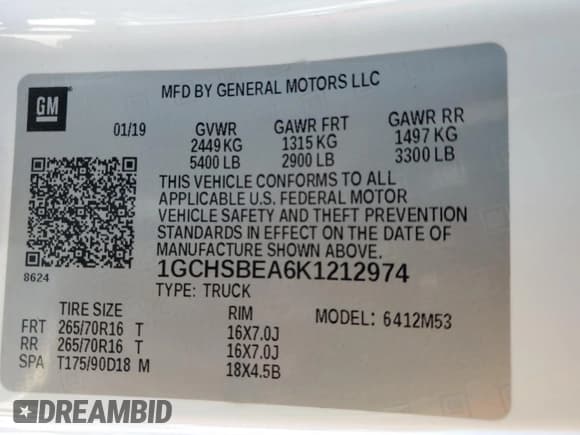 MFD BY GENERAL MOTORS LLC
GM
01/19 GVWR GAWR FRT GAWR RR
2449 KG 1315 KG 1497 KG
5400 LB 2900 LB 3300 LB
THIS VEHICLE CONFORMS TO ALL
APPLICABLE U.S. FEDERAL MOTOR
VEHICLE SAFETY AND THEFT PREVENTION
STANDARDS IN EFFECT ON THE DATE OF
MANUFACTURE SHOWN ABOVE.
8624
1GCHSBEA6K1212974
TYPE: TRUCK
TIRE SIZE RIM MODEL: 6412M53
FRT 265/70R16 T 16X7.0J
RR 265/70R16 T 16X7.0J
SPA T175/90D18 M 18X4.5B
DREAMBID